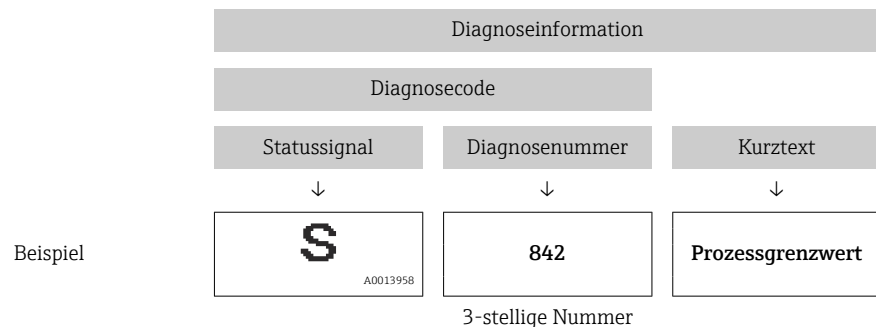 Diagnoseinformation
Diagnosecode
Statussignal Diagnosenummer Kurztext
↓ ↓ ↓
Beispiel S 842 Prozessgrenzwert
A0013958
3-stellige Nummer